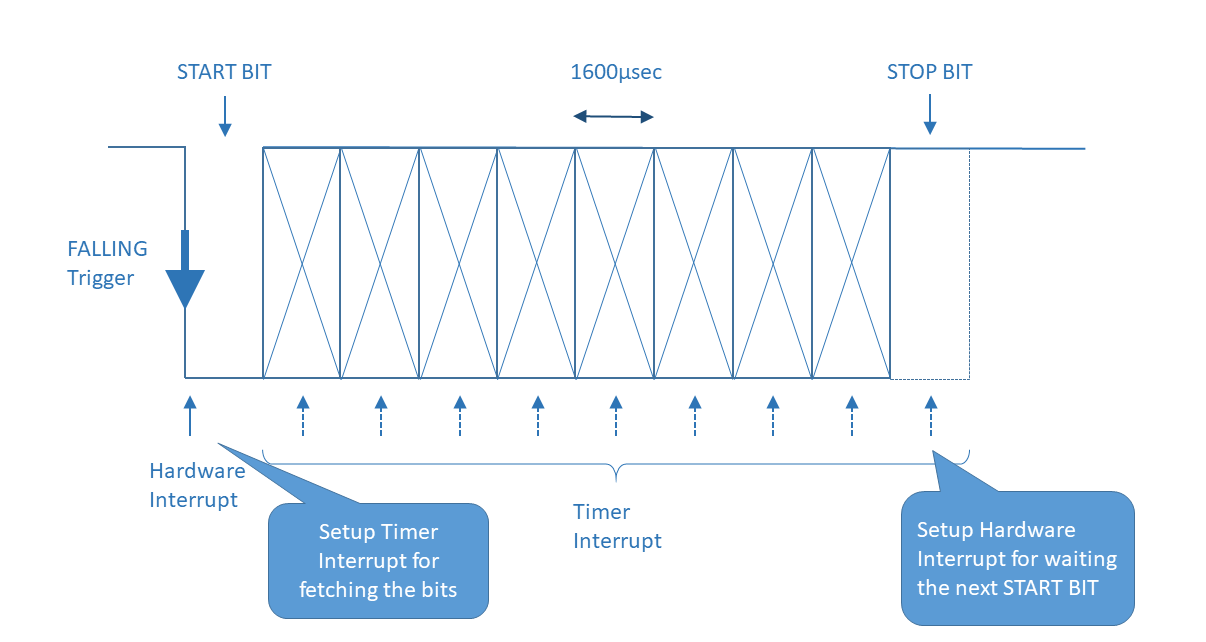 START BIT
1600μsec
STOP BIT
FALLING
Trigger
Hardware
Interrupt
Setup Timer
Interrupt for
fetching the bits
Timer
Interrupt
Setup Hardware
Interrupt for waiting
the next START BIT